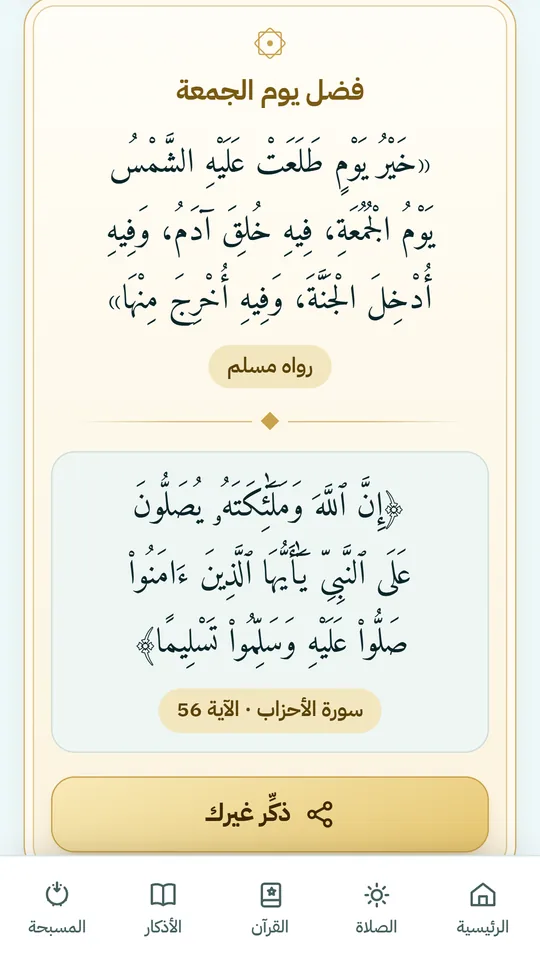 فضل يوم الجمعة
«خَيْرُ يَوْمٍ طَلَعَتْ عَلَيْهِ الشَّمْسُ
يَوْمُ الْجُمُعَةِ، فِيهِ خُلِقَ آدَمُ، وَفِيهِ
أُدْخِلَ الْجَنَّةَ، وَفِيهِ أُخْرِجَ مِنْهَا»
رواه مسلم
﴿إِنَّ ٱللَّهَ وَمَلَٰٓئِكَتَهُۥ يُصَلُّونَ
عَلَى ٱلنَّبِيِّ يَٰٓأَيُّهَا ٱلَّذِينَ ءَامَنُوا۟
صَلُّوا۟ عَلَيْهِ وَسَلِّمُوا۟ تَسْلِيمًا﴾
سورة الأحزاب · الآية 56
ذكِّر غيرك
الرئيسية
الصلاة
القرآن
الأذكار
المسبحة